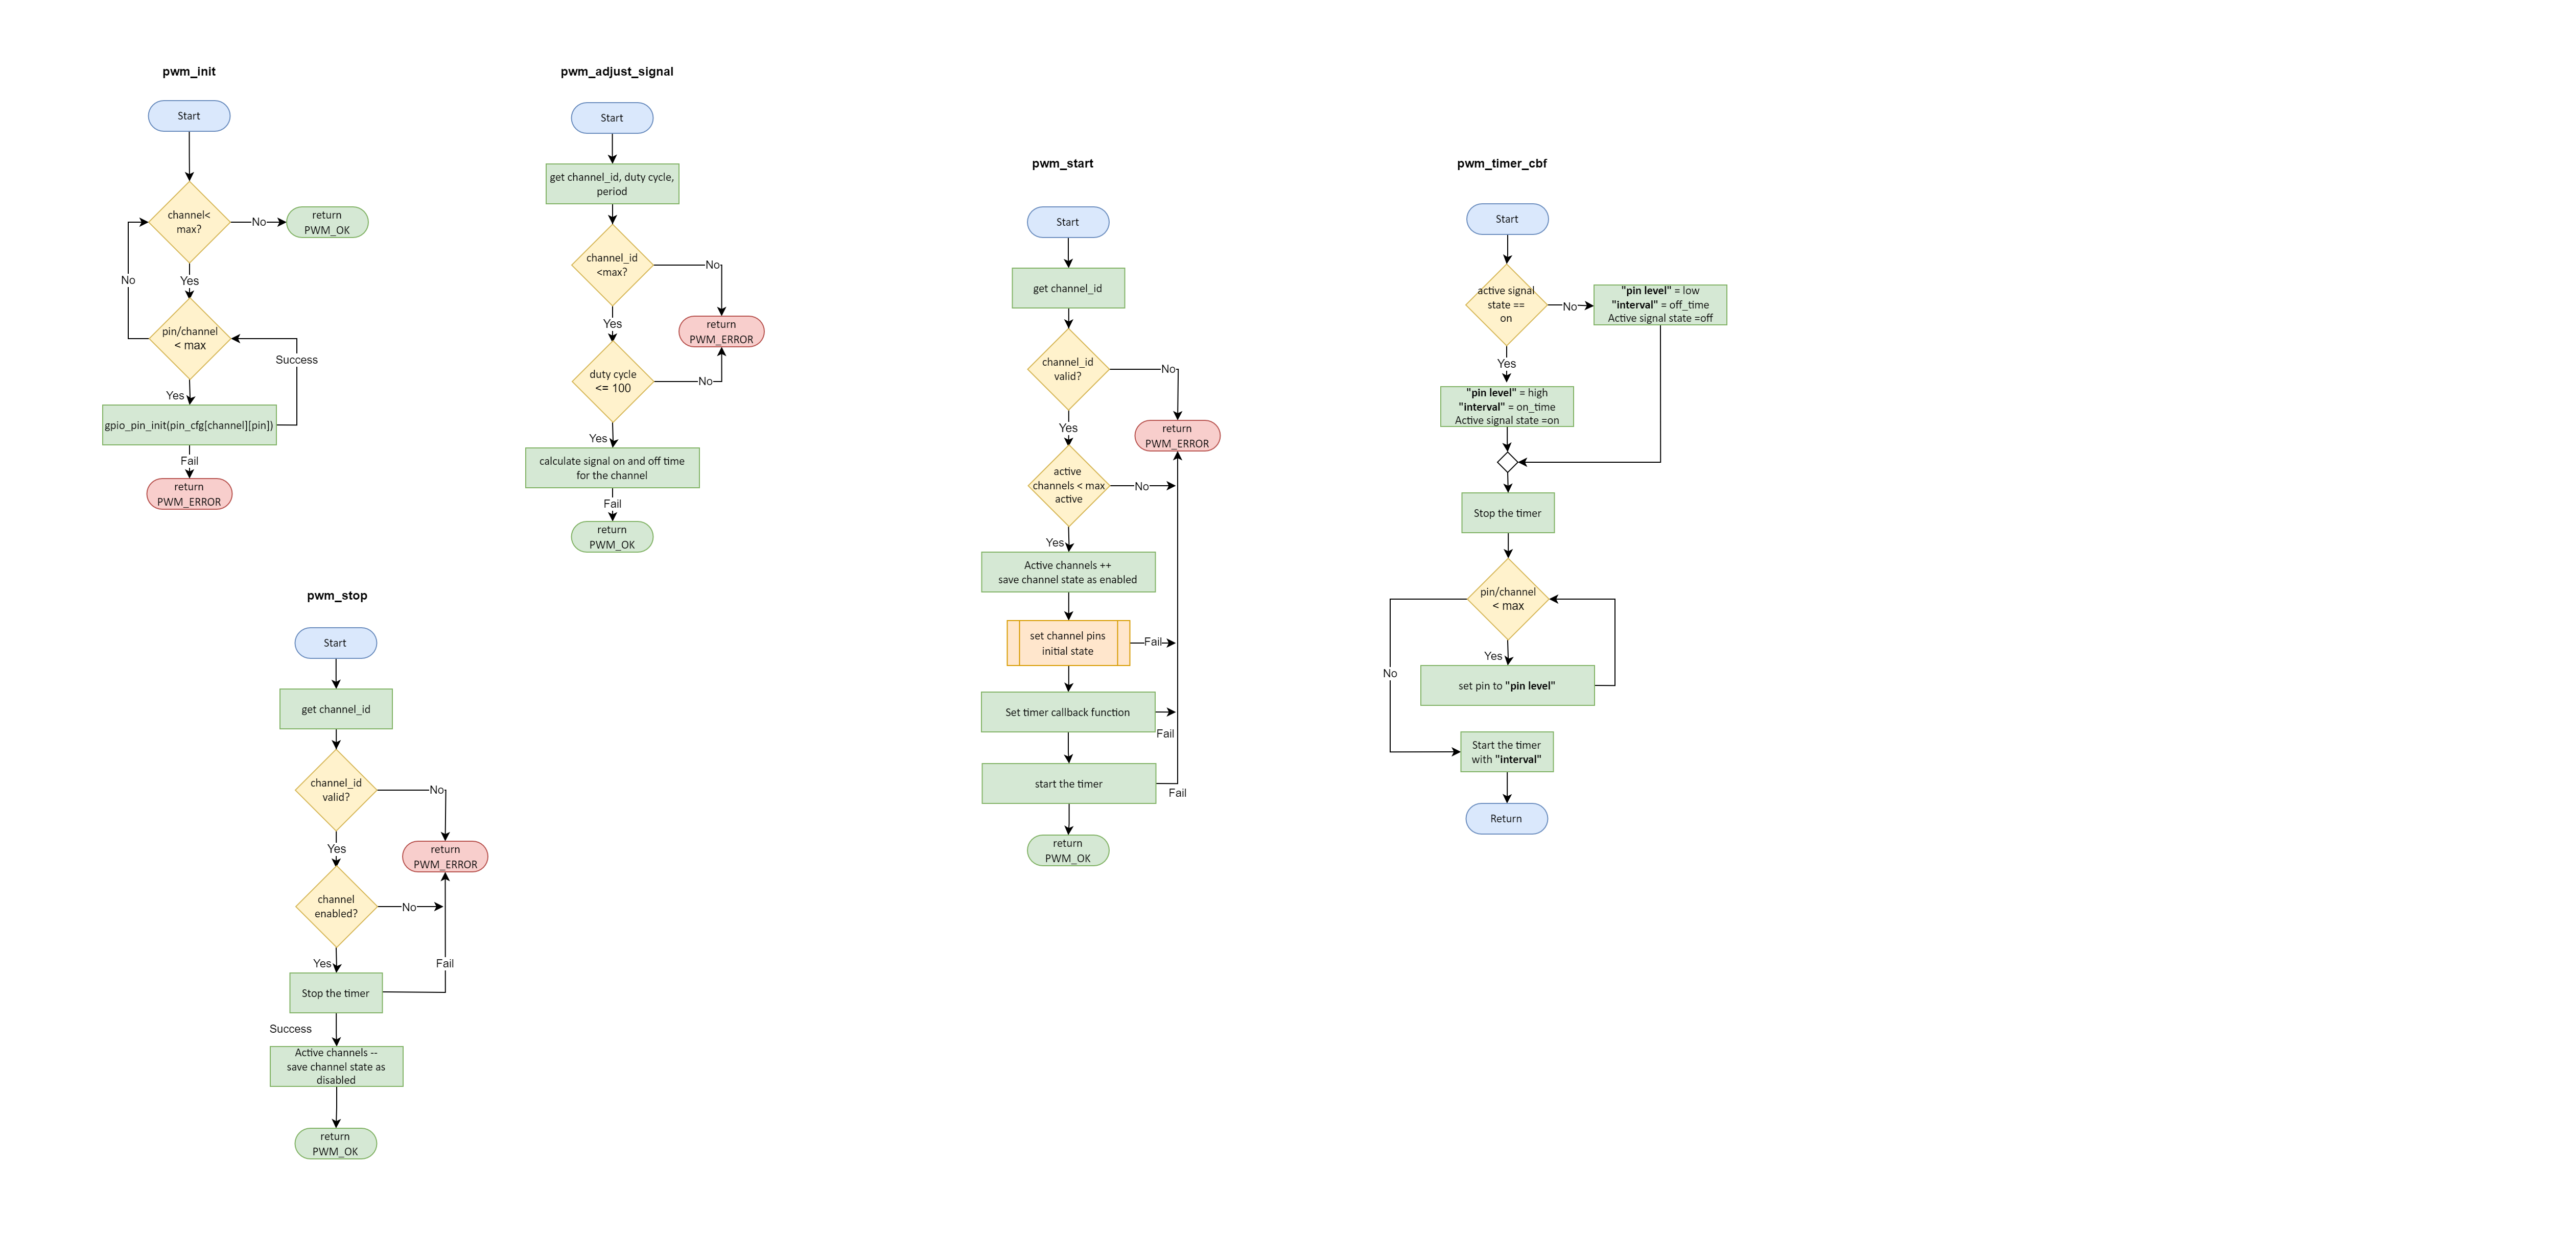 pwm_init
Start
channel<
max?
No
return
PWM_OK
Yes
No
pin/channel
< max
Success
Yes
gpio_pin_init(pin_cfg[channel][pin])
Fail
return
PWM_ERROR
pwm_adjust_signal
Start
get channel_id, duty cycle,
period
channel_id
<max?
No
Yes
return
PWM_ERROR
duty cycle
<= 100
No
Yes
calculate signal on and off time
for the channel
Fail
return
PWM_OK
pwm_stop
Start
get channel_id
channel_id
valid?
No
Yes
return
PWM_ERROR
channel
enabled?
No
Yes
Fail
Stop the timer
Success
Active channels --
save channel state as
disabled
return
PWM_OK
pwm_start
Start
get channel_id
channel_id
valid?
No
Yes
return
PWM_ERROR
active
channels < max
active
No
Yes
Active channels ++
save channel state as enabled
set channel pins
initial state
Fail
Set timer callback function
Fail
start the timer
Fail
return
PWM_OK
pwm_timer_cbf
Start
active signal
state ==
on
No
"pin level" = low
"interval" = off_time
Active signal state =off
Yes
"pin level" = high
"interval" = on_time
Active signal state =on
Stop the timer
pin/channel
< max
Yes
No
set pin to "pin level"
Start the timer
with "interval"
Return